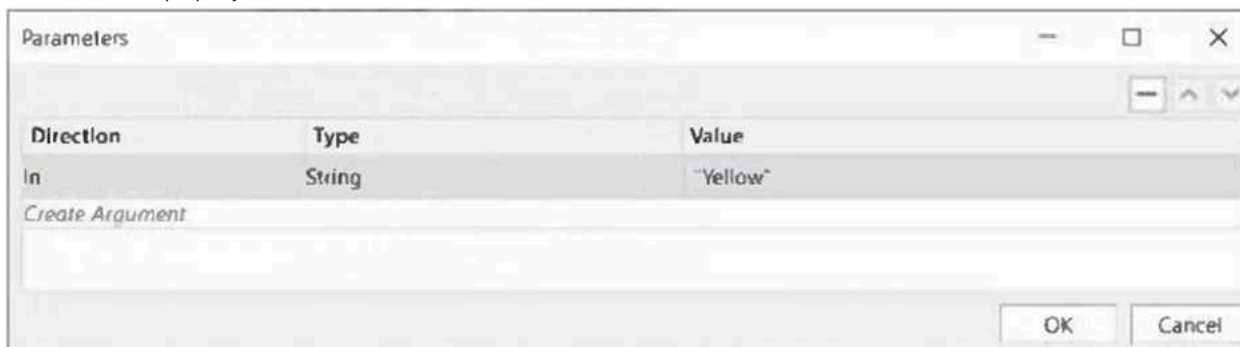 Parameters
Direction Type Value
In String "Yellow"
Create Argument
OK Cancel